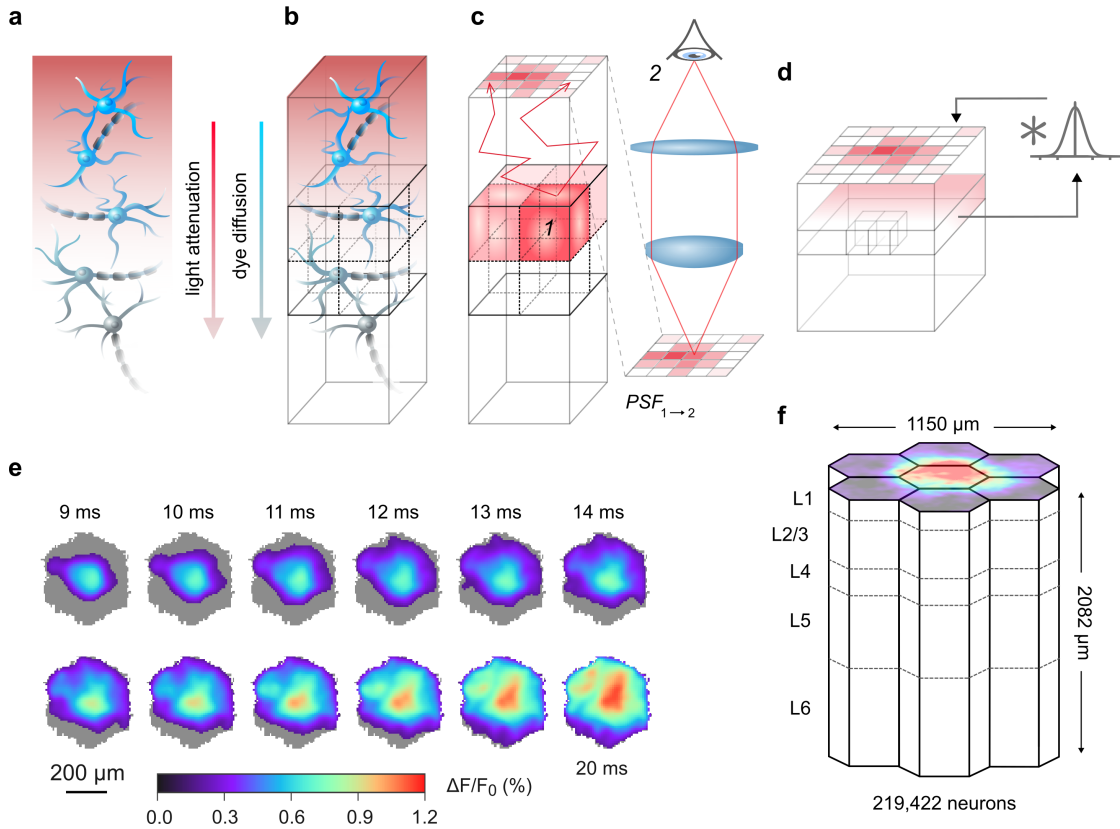 a
b
c
d
light attenuation
dye diffusion
1
2
PSF1→2
e
9 ms 10 ms 11 ms 12 ms 13 ms 14 ms
20 ms
200 µm
ΔF/F0 (%)
0.0 0.3 0.6 0.9 1.2
f
1150 µm
L1
L2/3
L4
L5
L6
2082 µm
219,422 neurons